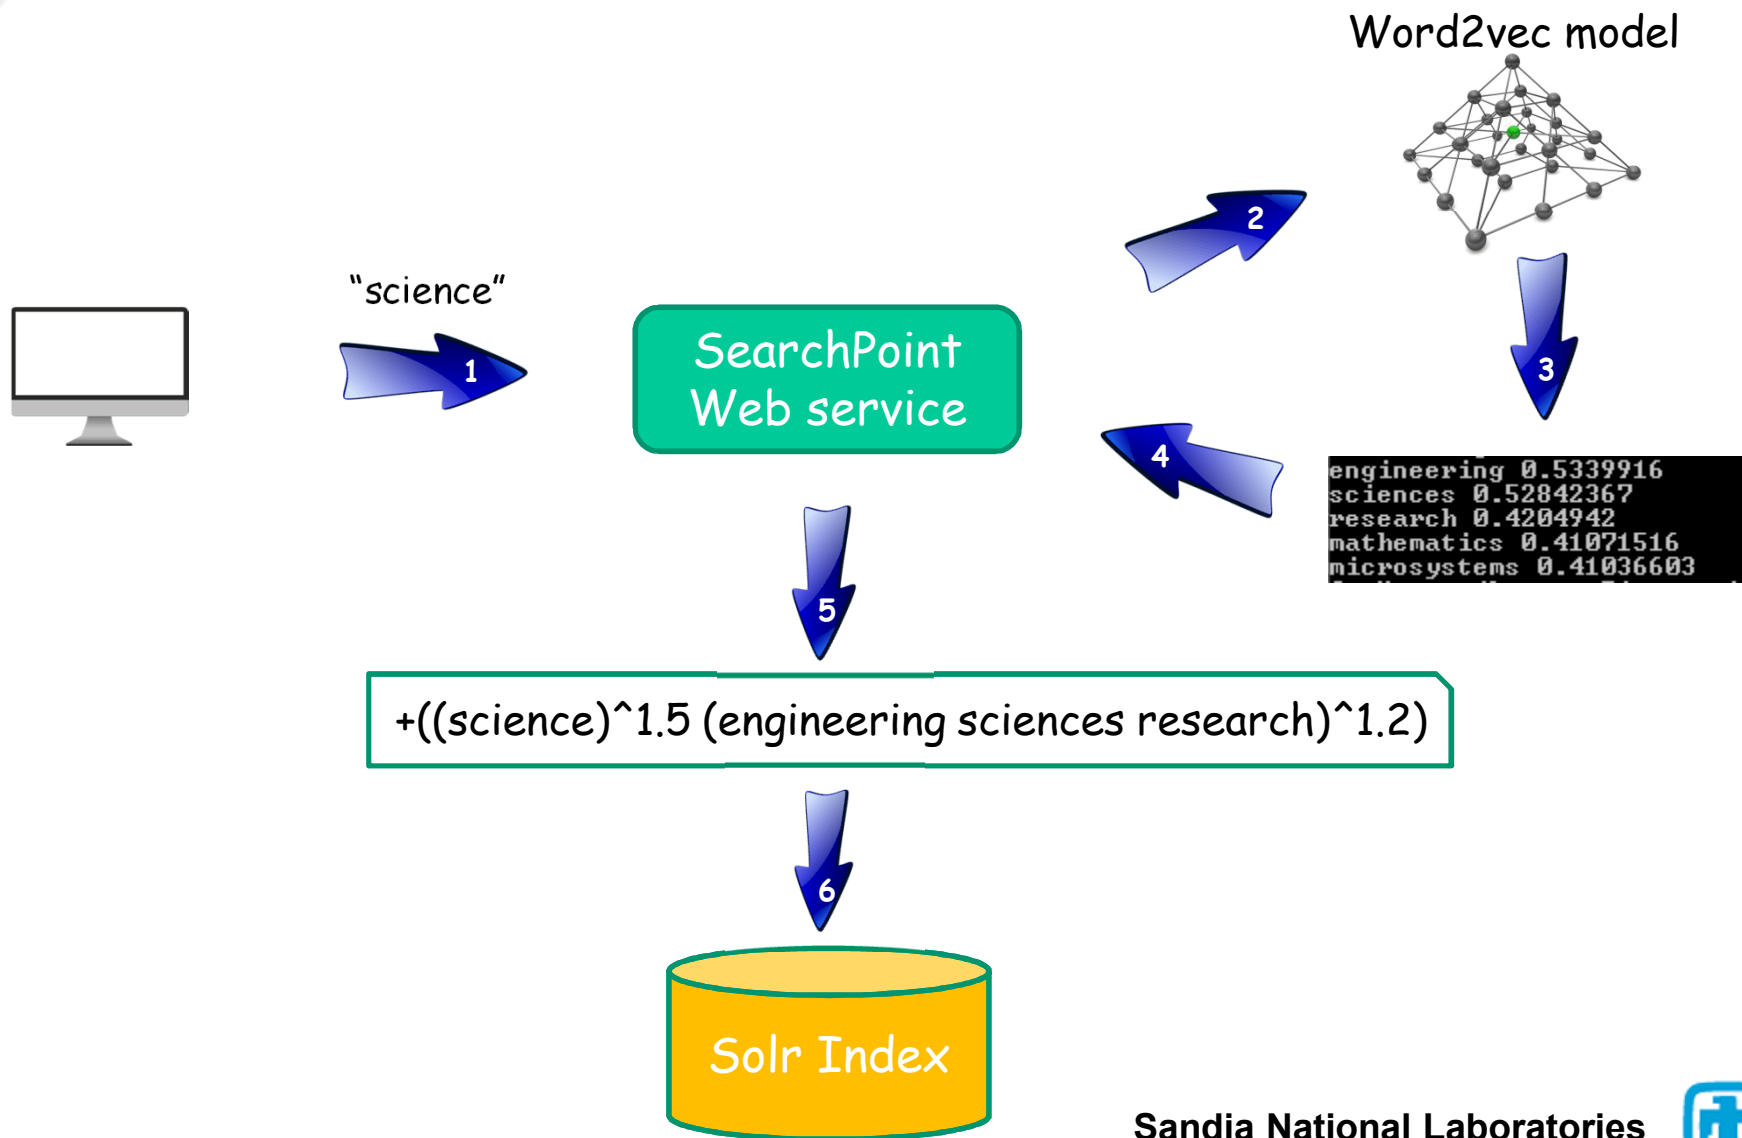 Word2vec model
2
“science”
1
SearchPoint
Web service
3
4
engineering 0.5339916
sciences 0.52842367
research 0.4204942
mathematics 0.41071516
microsystems 0.41036603
5
+((science)^1.5 (engineering sciences research)^1.2)
6
Solr Index
Sandia National Laboratories